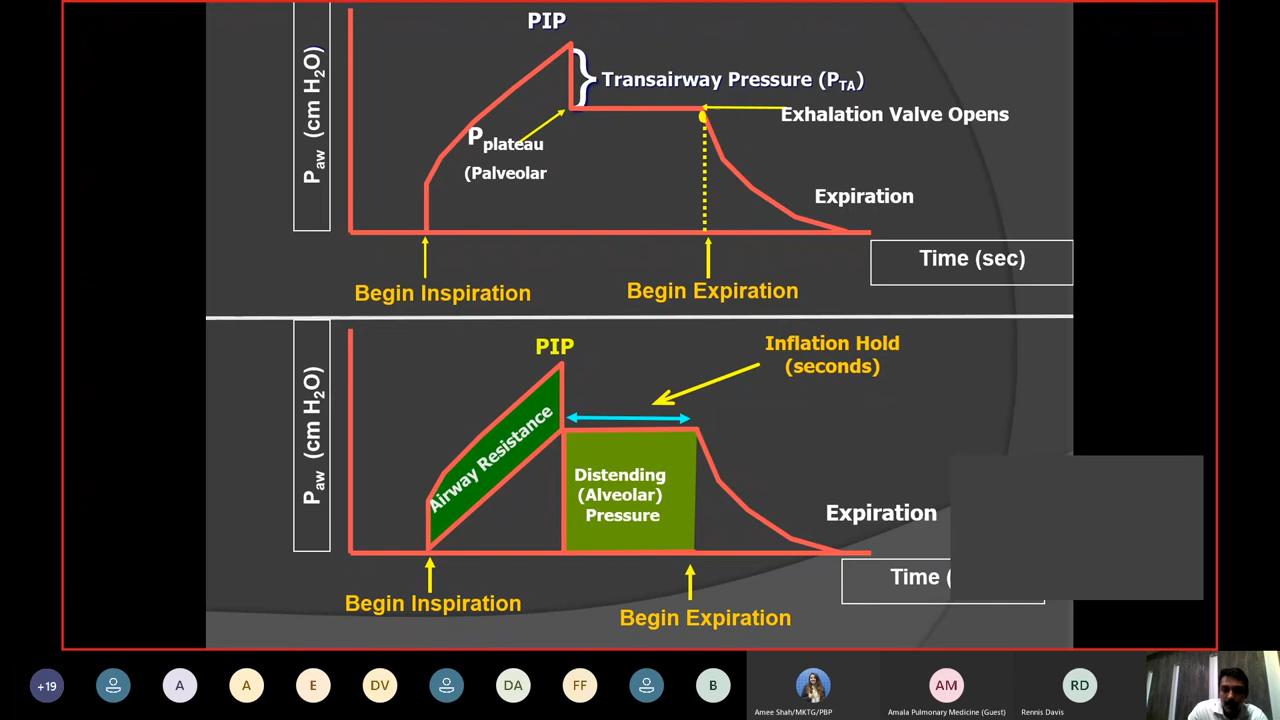 PIP
Transairway Pressure (PTA)
Exhalation Valve Opens
Pplateau
(Palveolar
Expiration
Paw (cm H2O)
Time (sec)
Begin Inspiration
Begin Expiration
PIP
Inflation Hold
(seconds)
Airway Resistance
Distending
(Alveolar)
Pressure
Expiration
Paw (cm H2O)
Time (
Begin Inspiration
Begin Expiration
+19
A
A
E
DV
DA
FF
B
AM
RD
Amee Shah/MKTG/PBP
Amala Pulmonary Medicine (Guest)
Rennis Davis